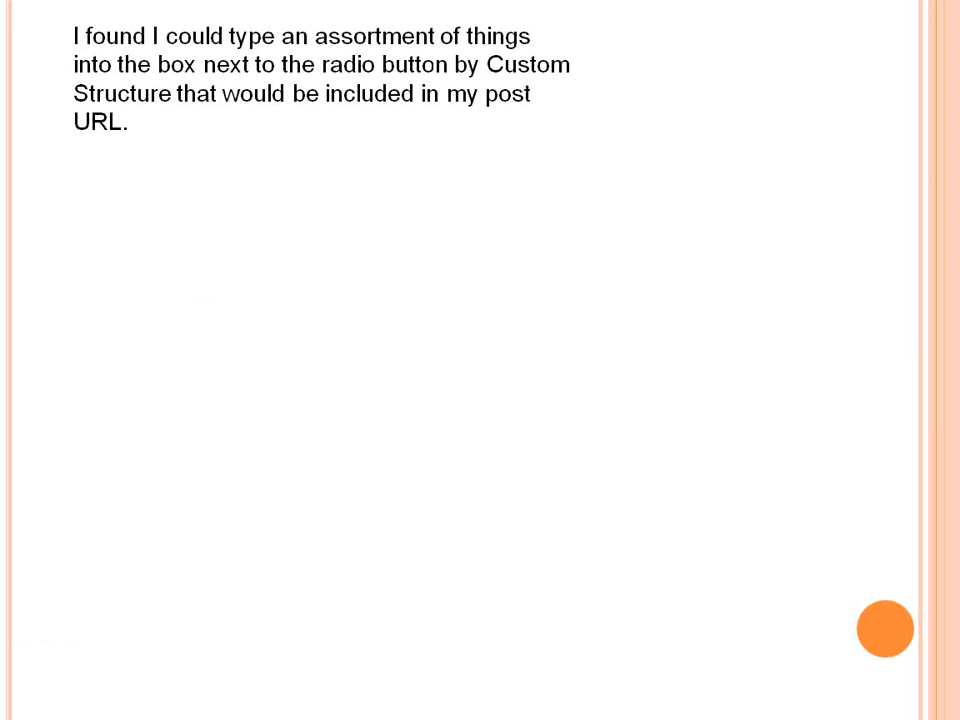 I found I could type an assortment of things
into the box next to the radio button by Custom
Structure that would be included in my post
URL.